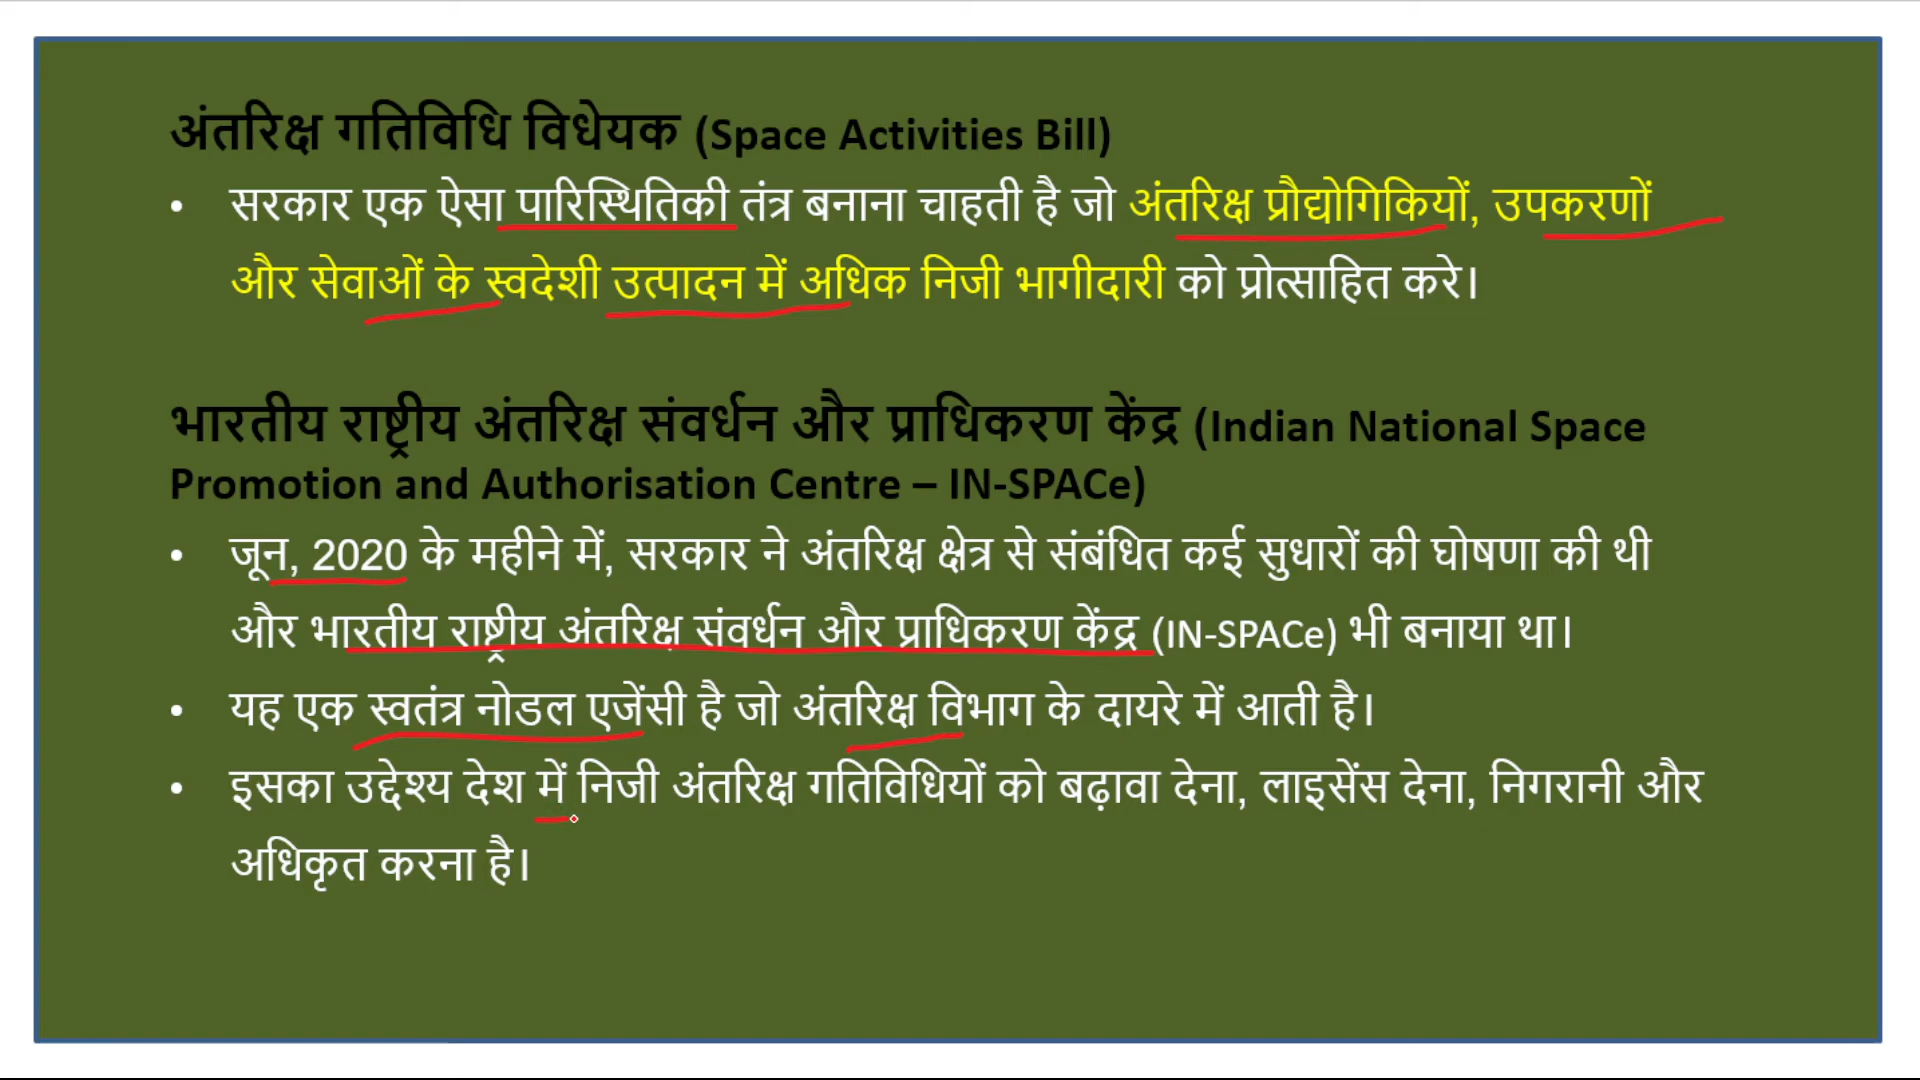 अंतरिक्ष गतिविधि विधेयक (Space Activities Bill)
• सरकार एक ऐसा पारिस्थितिकी तंत्र बनाना चाहती है जो अंतरिक्ष प्रौद्योगिकियों, उपकरणों
और सेवाओं के स्वदेशी उत्पादन में अधिक निजी भागीदारी को प्रोत्साहित करे।
भारतीय राष्ट्रीय अंतरिक्ष संवर्धन और प्राधिकरण केंद्र (Indian National Space
Promotion and Authorisation Centre – IN-SPACe)
• जून, 2020 के महीने में, सरकार ने अंतरिक्ष क्षेत्र से संबंधित कई सुधारों की घोषणा की थी
और भारतीय राष्ट्रीय अंतरिक्ष संवर्धन और प्राधिकरण केंद्र (IN-SPACe) भी बनाया था।
• यह एक स्वतंत्र नोडल एजेंसी है जो अंतरिक्ष विभाग के दायरे में आती है।
• इसका उद्देश्य देश में निजी अंतरिक्ष गतिविधियों को बढ़ावा देना, लाइसेंस देना, निगरानी और
अधिकृत करना है।